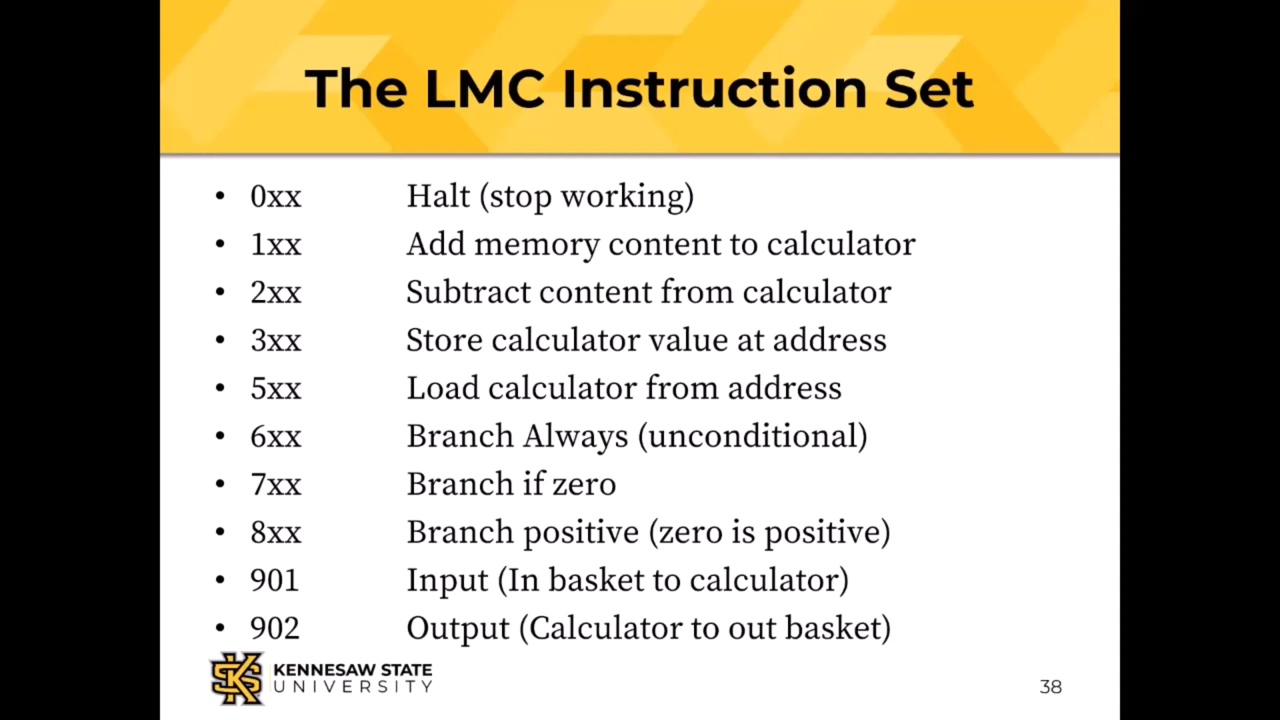 The LMC Instruction Set
• 0xx Halt (stop working)
• 1xx Add memory content to calculator
• 2xx Subtract content from calculator
• 3xx Store calculator value at address
• 5xx Load calculator from address
• 6xx Branch Always (unconditional)
• 7xx Branch if zero
• 8xx Branch positive (zero is positive)
• 901 Input (In basket to calculator)
• 902 Output (Calculator to out basket)
KS
KENNESAW STATE
UNIVERSITY
38